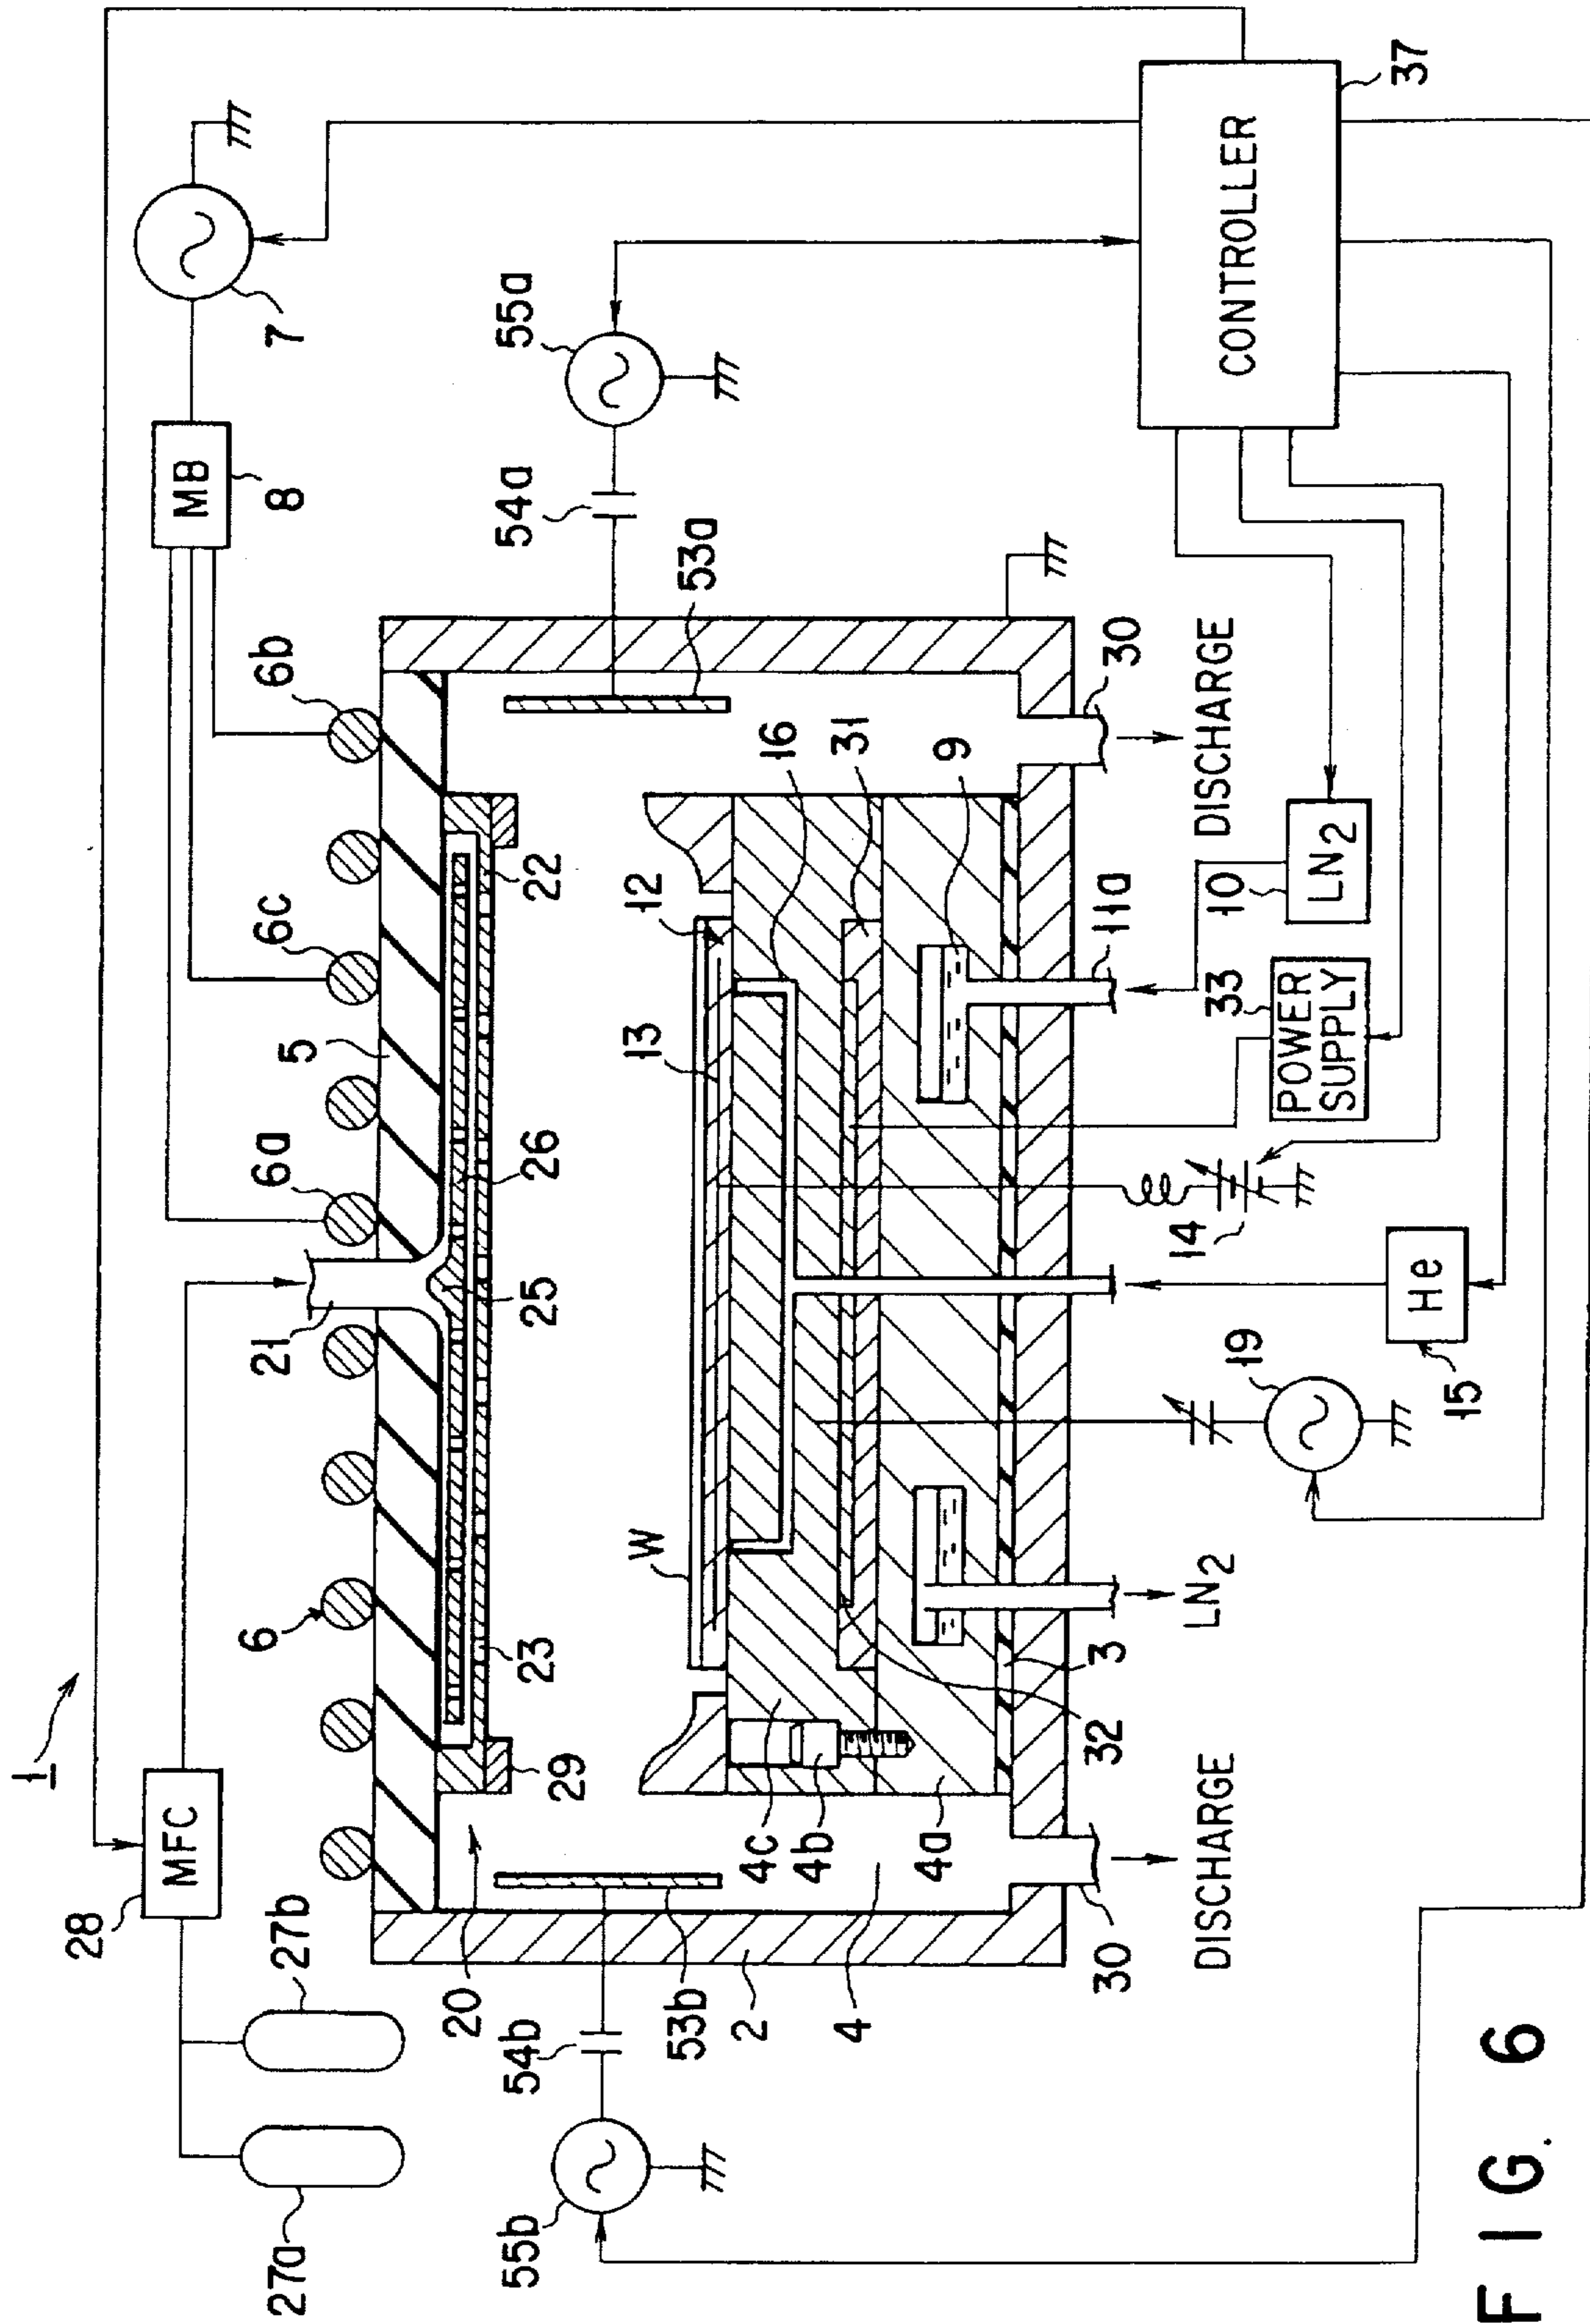 1
28
MFC
27b
27a
6
21
6a
5
6c
6b
MB
8
7
20
29
23
25
26
22
54b
55b
53b
2
4
W
4c
4b
4a
32
3
13
12
16
31
9
53a
54a
55a
30
DISCHARGE
LN2
19
15
He
14
33
POWER
SUPPLY
11a
10
LN2
30
DISCHARGE
CONTROLLER
37
FIG. 6